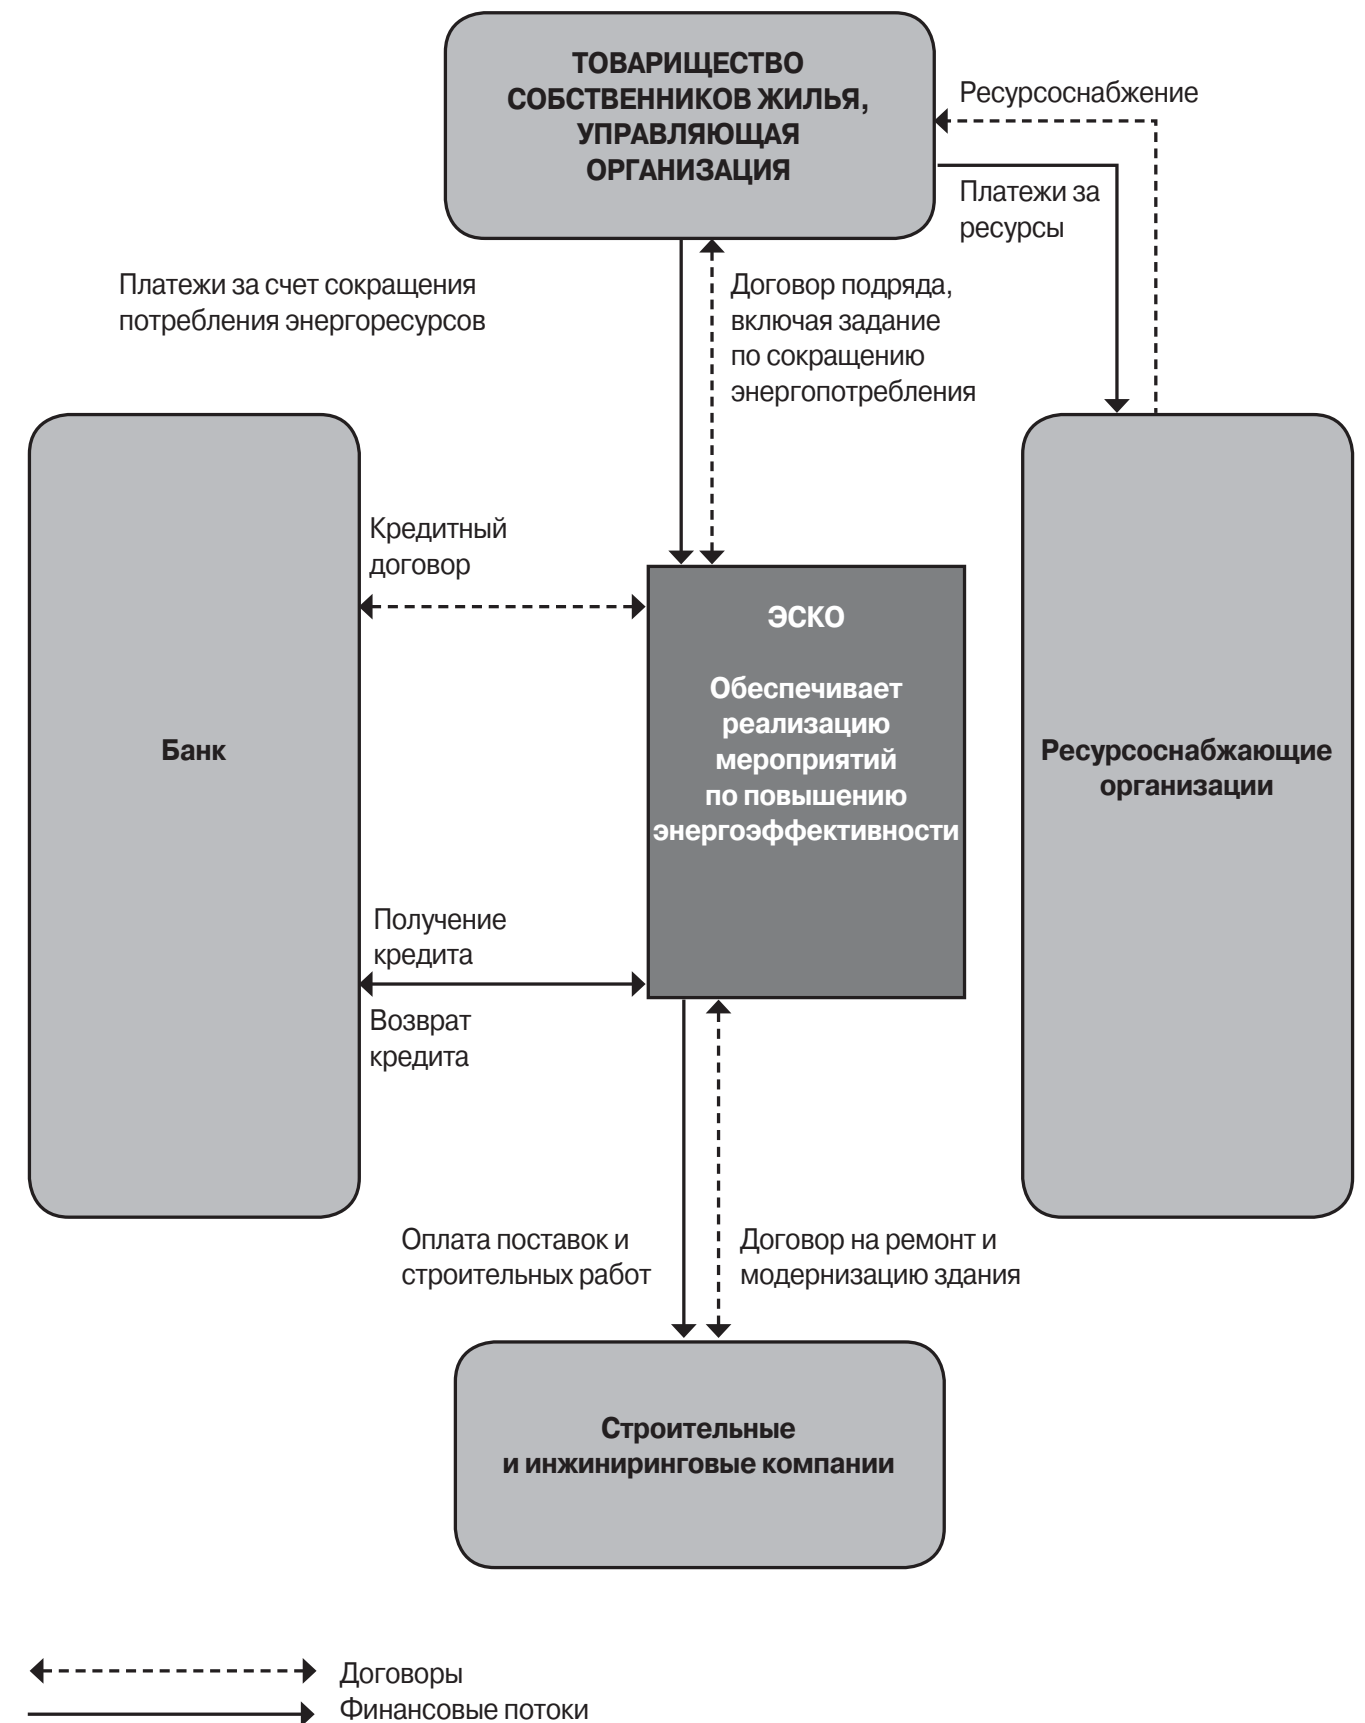 ТОВАРИЩЕСТВО
СОБСТВЕННИКОВ ЖИЛЬЯ,
УПРАВЛЯЮЩАЯ
ОРГАНИЗАЦИЯ
Ресурсоснабжение
Платежи за
ресурсы
Платежи за счет сокращения
потребления энергоресурсов
Договор подряда,
включая задание
по сокращению
энергопотребления
Кредитный
договор
ЭСКО
Обеспечивает
реализацию
мероприятий
по повышению
энергоэффективности
Банк
Ресурсоснабжающие
организации
Получение
кредита
Возврат
кредита
Оплата поставок и
строительных работ
Договор на ремонт и
модернизацию здания
Строительные
и инжиниринговые компании
Договоры
Финансовые потоки